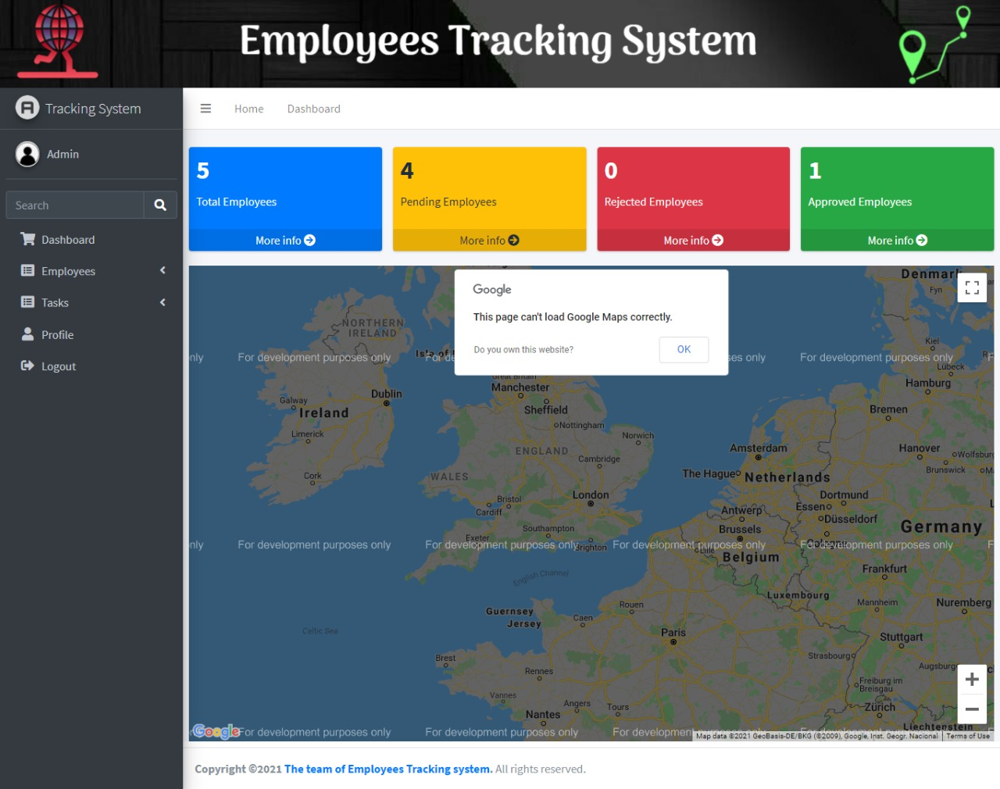 Employees Tracking System
Tracking System
Home
Dashboard
Admin
Search
Dashboard
Employees
Tasks
Profile
Logout
5
Total Employees
More info
4
Pending Employees
More info
0
Rejected Employees
More info
1
Approved Employees
More info
Google
This page can't load Google Maps correctly.
Do you own this website?
OK
Denmark
Fyn
NORTHERN
IRELAND
Isle of
only
For development purposes only
For de
ses only
For development purposes only
Kiel
Lübeck
Great Britain
Manchester
Hamburg
Dublin
Galway
Ireland
Sheffield
Bremen
Nottingham
Limerick
Norwich
ENGLAND
Amsterdam
Hanover
Wolfsburg
Cambridge
Brunswick
Cork
WALES
The Hague
Netherlands
Bristol
London
Dortmund
Cardiff
Essen
Antwerp
Düsseldorf
Southampton
Brussels
Germany
Exeter
Cologne
only
For development purposes only
For development purposes only
For development purposes only
For development purposes only
Brighton
Lille
Belgium
English Channel
Frankfurt
Luxembourg
Guernsey
Rouen
Mannheim
Nuremberg
Jersey
Caen
Celtic Sea
Paris
Stuttgart
Brest
Strasbourg
Augsburg
Rennes
Freiburg im
Breisgau
Vannes
Angers
Tours
Zürich
Nantes
Liechtenstein
Google
For development purposes only
For development purposes only
For development purposes only
Map data ©2021 GeoBasis-DE/BKG (©2009), Google, Inst. Geogr. Nacional
Terms of Use
Copyright ©2021 The team of Employees Tracking system. All rights reserved.